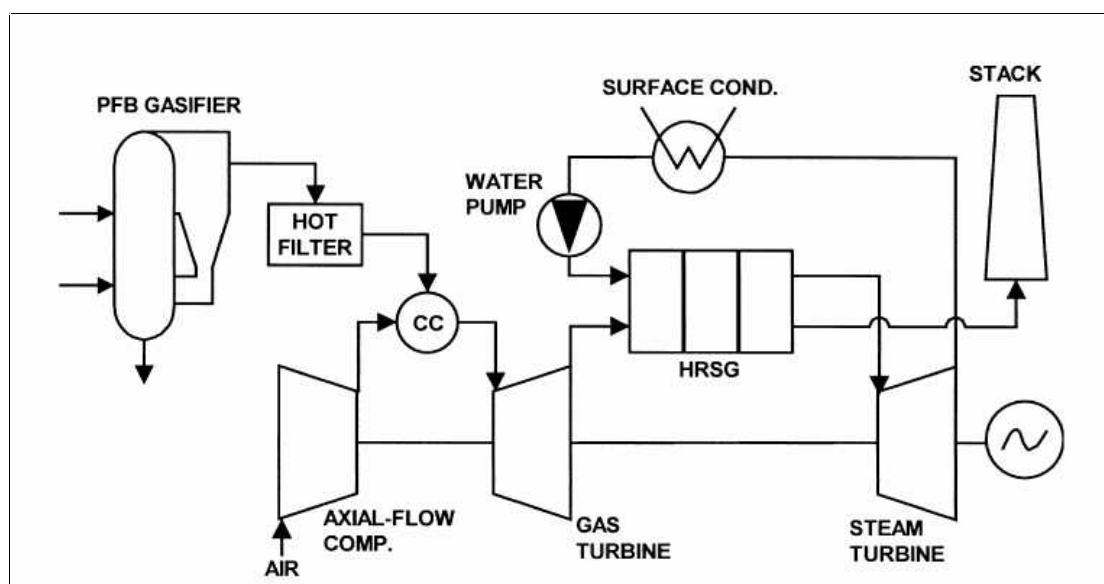 PFB GASIFIER
SURFACE COND.
STACK
WATER
PUMP
HOT
FILTER
CC
HRSG
AXIAL-FLOW
COMP.
GAS
TURBINE
STEAM
TURBINE
AIR